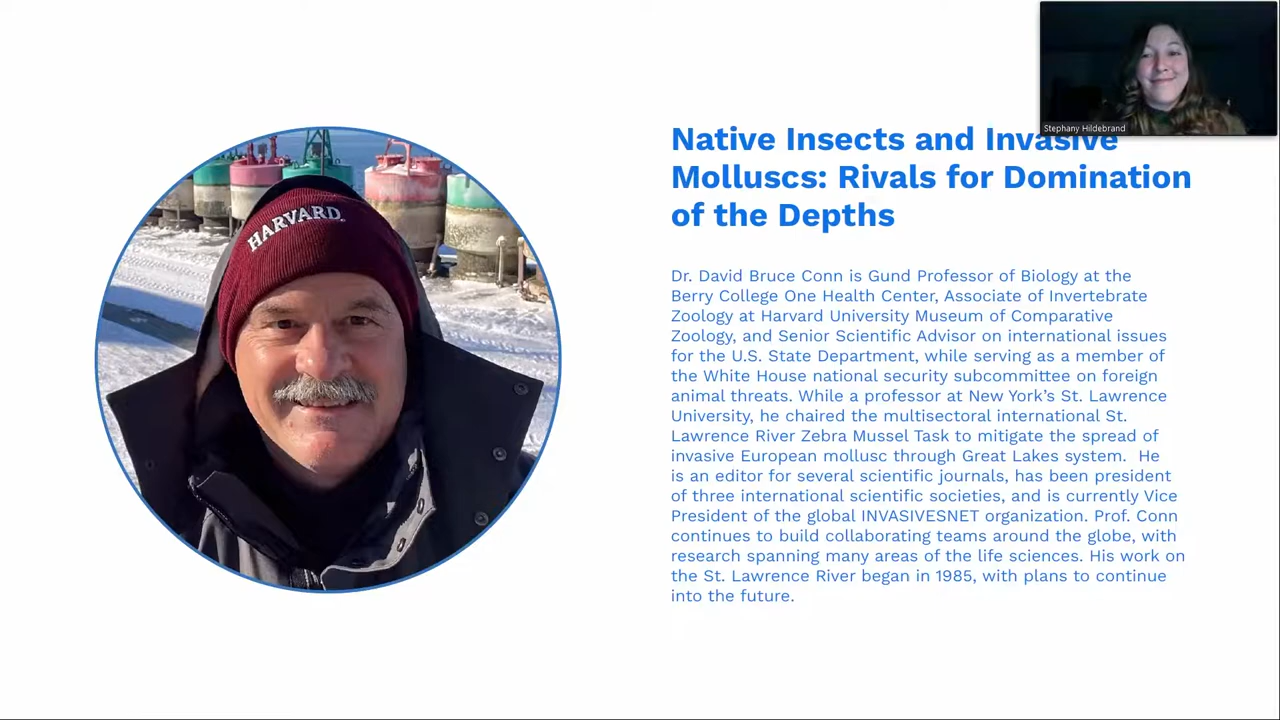 Stephany Hildebrand
Native Insects and Invasive
Molluscs: Rivals for Domination
of the Depths
HARVARD
Dr. David Bruce Conn is Gund Professor of Biology at the
Berry College One Health Center, Associate of Invertebrate
Zoology at Harvard University Museum of Comparative
Zoology, and Senior Scientific Advisor on international issues
for the U.S. State Department, while serving as a member of
the White House national security subcommittee on foreign
animal threats. While a professor at New York’s St. Lawrence
University, he chaired the multisectoral international St.
Lawrence River Zebra Mussel Task to mitigate the spread of
invasive European mollusc through Great Lakes system.  He
is an editor for several scientific journals, has been president
of three international scientific societies, and is currently Vice
President of the global INVASIVESNET organization. Prof. Conn
continues to build collaborating teams around the globe, with
research spanning many areas of the life sciences. His work on
the St. Lawrence River began in 1985, with plans to continue
into the future.